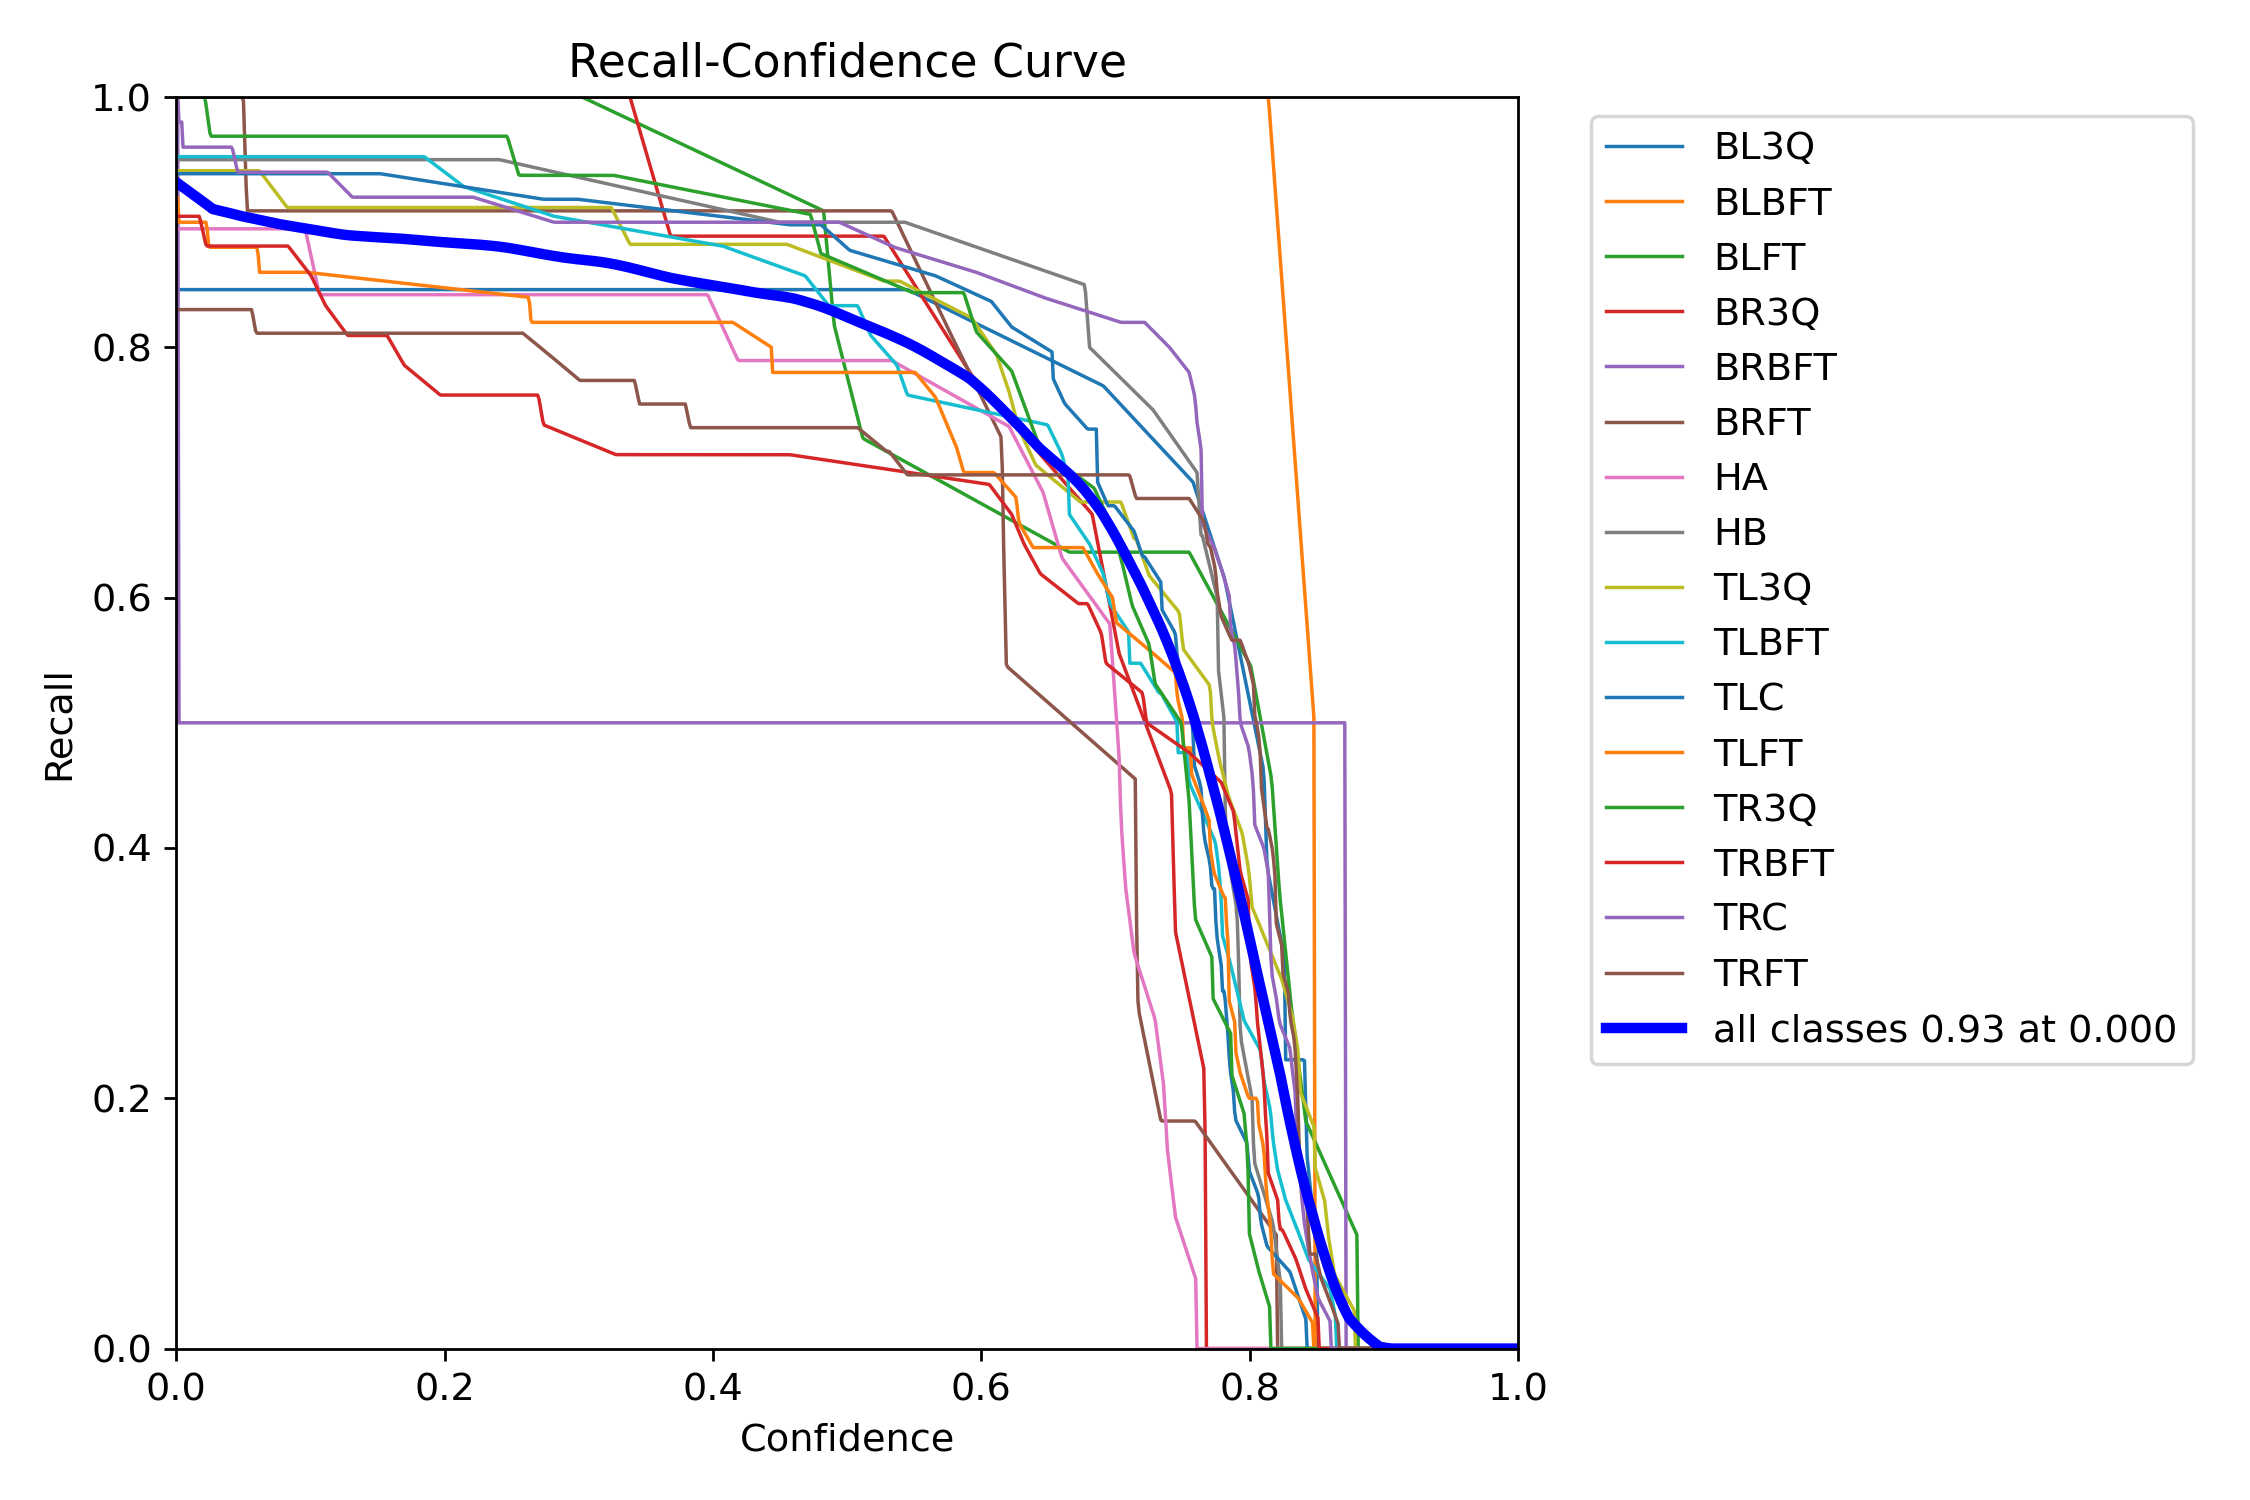 Recall-Confidence Curve
1.0
0.8
0.6
0.4
0.2
0.0
Recall
0.0 0.2 0.4 0.6 0.8 1.0
Confidence
BL3Q
BLBFT
BLFT
BR3Q
BRBFT
BRFT
HA
HB
TL3Q
TLBFT
TLC
TLFT
TR3Q
TRBFT
TRC
TRFT
all classes 0.93 at 0.000